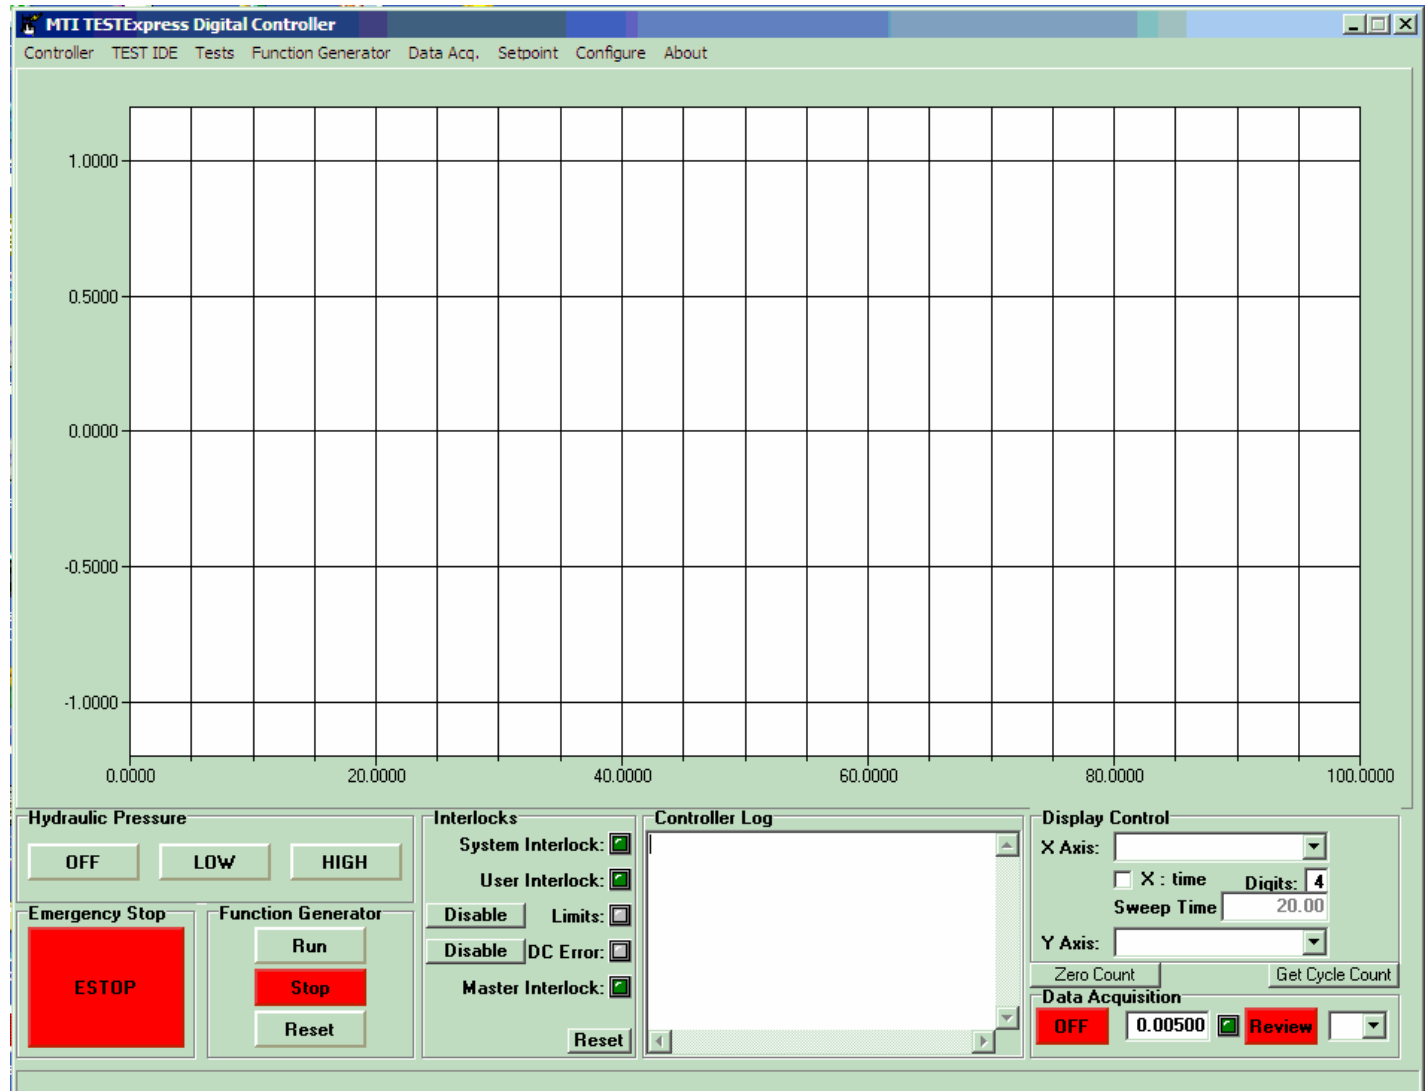 MTI TESTExpress Digital Controller
Controller TEST IDE Tests Function Generator Data Acq. Setpoint Configure About
1.0000
0.5000
0.0000
-0.5000
-1.0000
0.0000 20.0000 40.0000 60.0000 80.0000 100.0000
Hydraulic Pressure
OFF LOW HIGH
Emergency Stop
ESTOP
Function Generator
Run
Stop
Reset
Interlocks
System Interlock:
User Interlock:
Disable Limits:
Disable DC Error:
Master Interlock:
Reset
Controller Log
Display Control
X Axis:
X : time Digits: 4
Sweep Time 20.00
Y Axis:
Zero Count Get Cycle Count
Data Acquisition
OFF 0.00500 Review